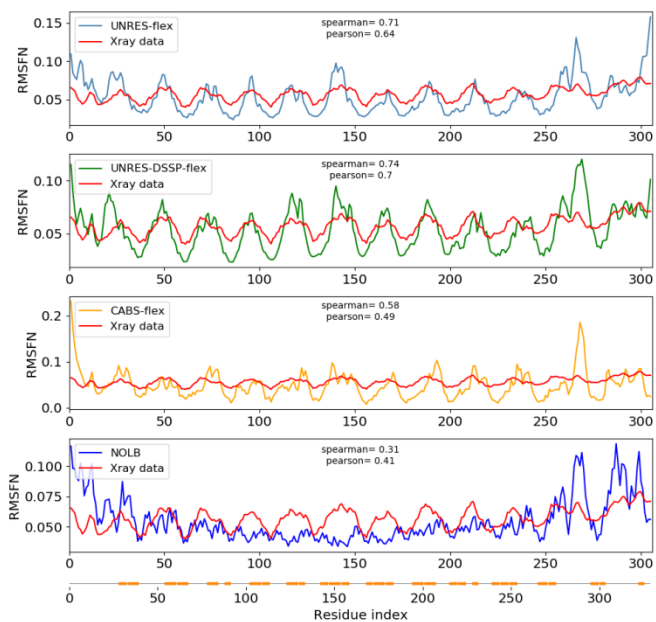 UNRES-flex
Xray data
spearman= 0.71
pearson= 0.64
RMSFN
0.15
0.10
0.05
0 50 100 150 200 250 300
UNRES-DSSP-flex
Xray data
spearman= 0.74
pearson= 0.7
RMSFN
0.10
0.05
0 50 100 150 200 250 300
CABS-flex
Xray data
spearman= 0.58
pearson= 0.49
RMSFN
0.2
0.1
0.0
0 50 100 150 200 250 300
NOLB
Xray data
spearman= 0.31
pearson= 0.41
RMSFN
0.100
0.075
0.050
0 50 100 150 200 250 300
0 50 100 150 200 250 300
Residue index